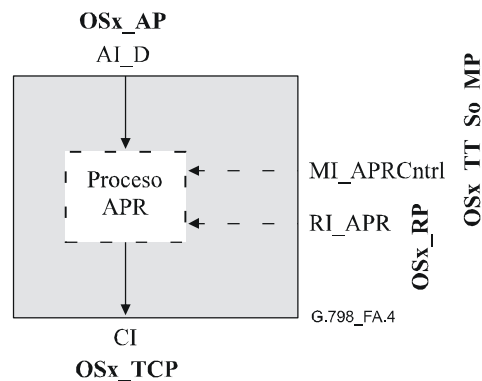 OSx_AP
AI_D
Proceso
APR
MI_APRCntrl
RI_APR
OSx_TT_So_MP
OSx_RP
G.798_FA.4
CI
OSx_TCP